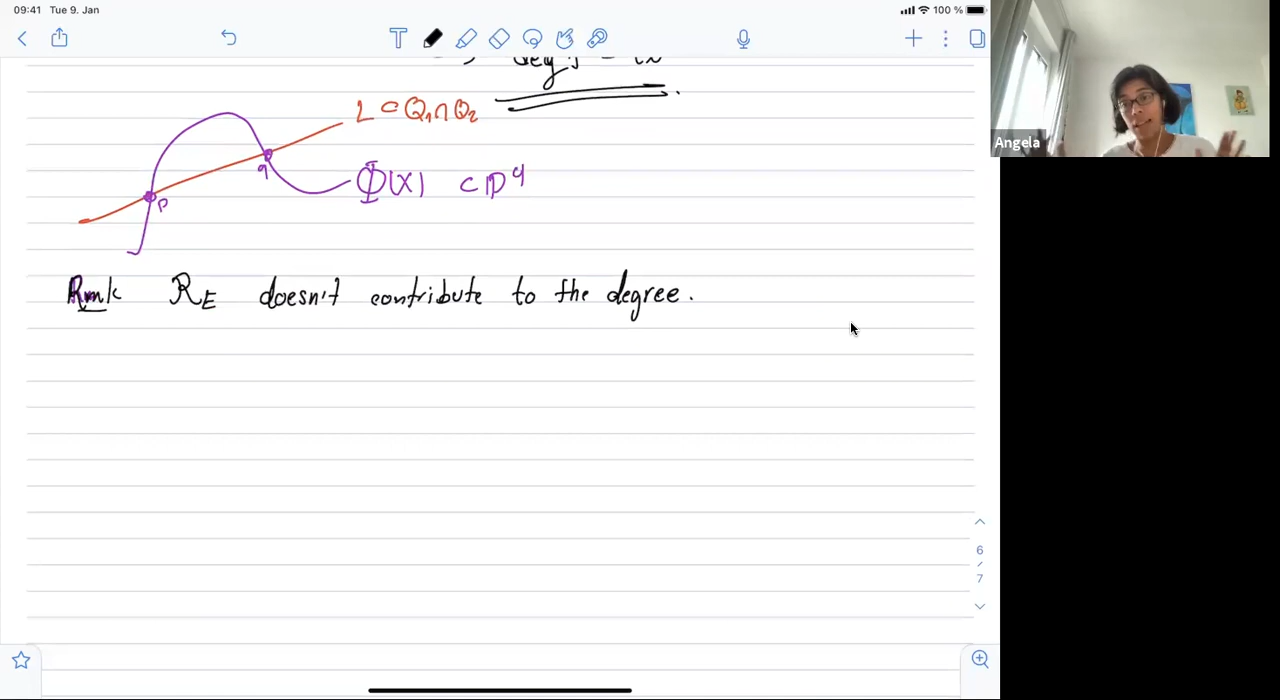 09:41 Tue 9. Jan
100 %
L ⊂ Q₁∩Q₂
q
Φ(X) ⊂ ℙ⁴
p
Angela
Rmk R_E doesn't contribute to the degree.
6
/
7